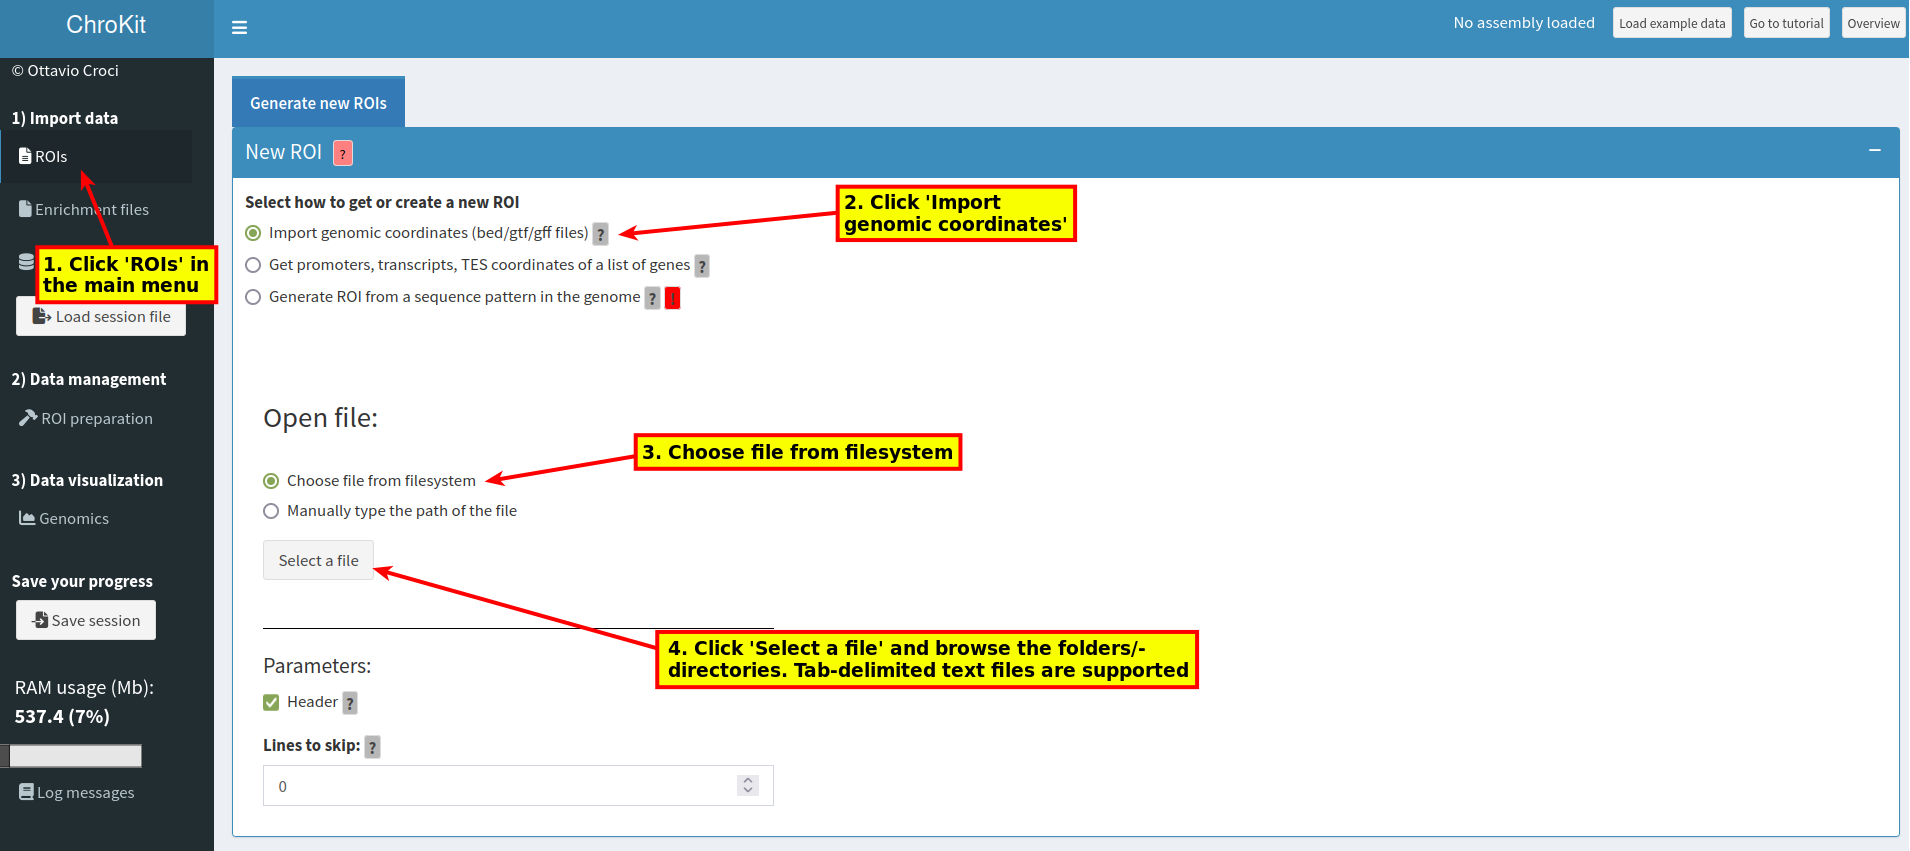 ChroKit
No assembly loaded
Load example data
Go to tutorial
Overview
© Ottavio Croci
1) Import data
ROIs
Enrichment files
1. Click 'ROIs' in
the main menu
Load session file
2) Data management
ROI preparation
3) Data visualization
Genomics
Save your progress
Save session
RAM usage (Mb):
537.4 (7%)
Log messages
Generate new ROIs
New ROI ?
Select how to get or create a new ROI
Import genomic coordinates (bed/gtf/gff files) ?
2. Click 'Import
genomic coordinates'
Get promoters, transcripts, TES coordinates of a list of genes ?
Generate ROI from a sequence pattern in the genome ? !
Open file:
3. Choose file from filesystem
Choose file from filesystem
Manually type the path of the file
Select a file
4. Click 'Select a file' and browse the folders/-
directories. Tab-delimited text files are supported
Parameters:
Header ?
Lines to skip: ?
0